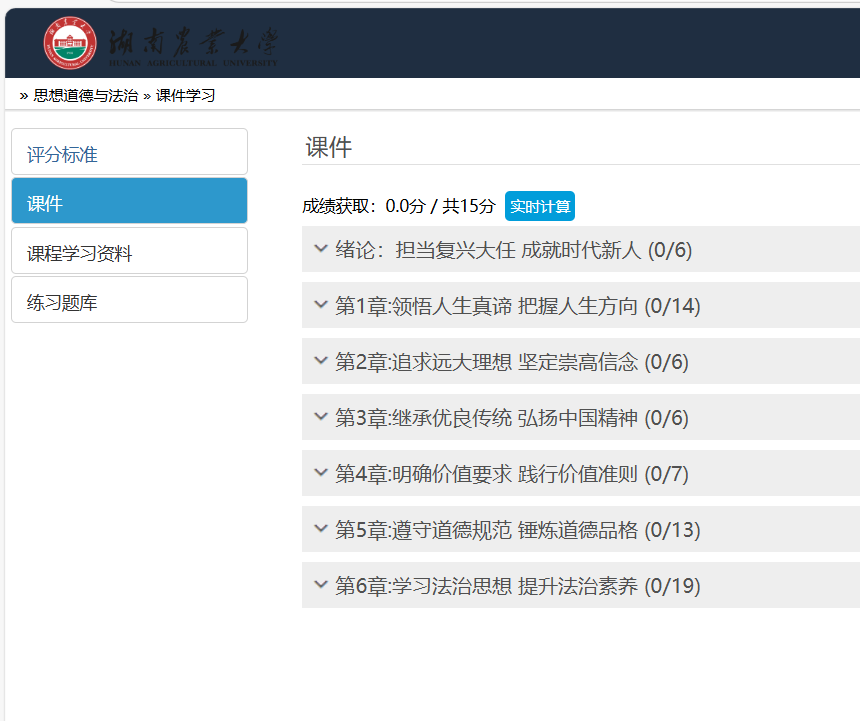 湖南农业大学
HUNAN AGRICULTURAL UNIVERSITY
» 思想道德与法治 » 课件学习
评分标准
课件
课程学习资料
练习题库
课件
成绩获取：0.0分 / 共15分 实时计算
绪论：担当复兴大任 成就时代新人 (0/6)
第1章:领悟人生真谛 把握人生方向 (0/14)
第2章:追求远大理想 坚定崇高信念 (0/6)
第3章:继承优良传统 弘扬中国精神 (0/6)
第4章:明确价值要求 践行价值准则 (0/7)
第5章:遵守道德规范 锤炼道德品格 (0/13)
第6章:学习法治思想 提升法治素养 (0/19)